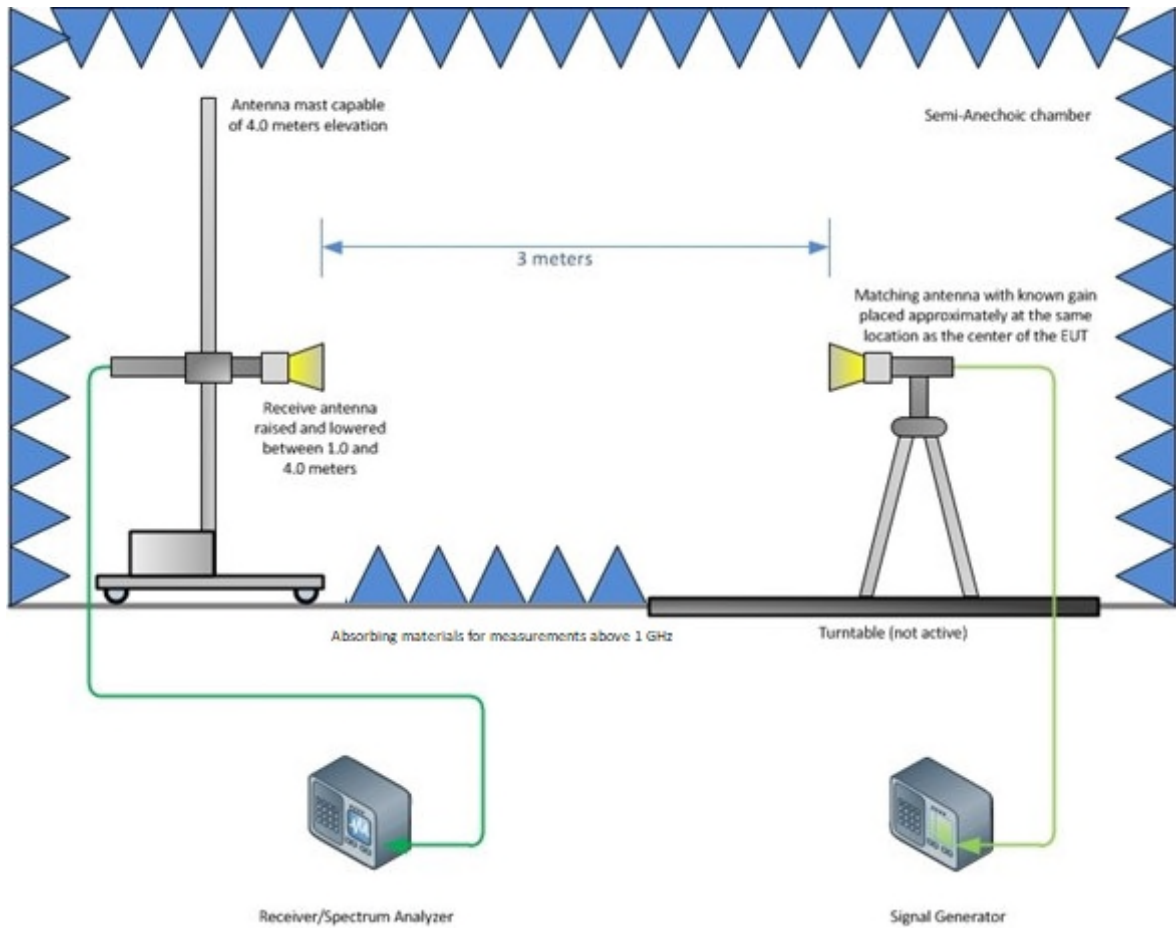 Antenna mast capable
of 4.0 meters elevation
Semi-Anechoic chamber
3 meters
Matching antenna with known gain
placed approximately at the same
location as the center of the EUT
Receive antenna
raised and lowered
between 1.0 and
4.0 meters
Absorbing materials for measurements above 1 GHz
Turntable (not active)
Receiver/Spectrum Analyzer
Signal Generator